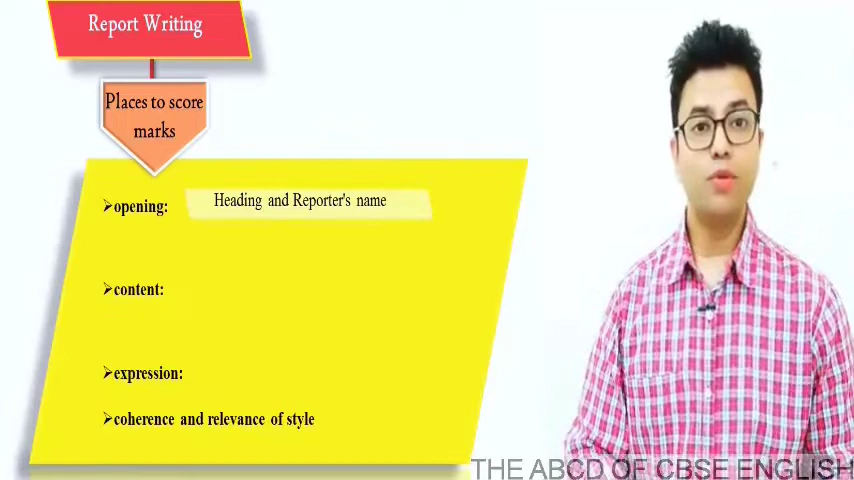 Report Writing
Places to score
marks
➢opening:
Heading and Reporter's name
➢content:
➢expression:
➢coherence and relevance of style
THE ABCD OF CBSE ENGLISH